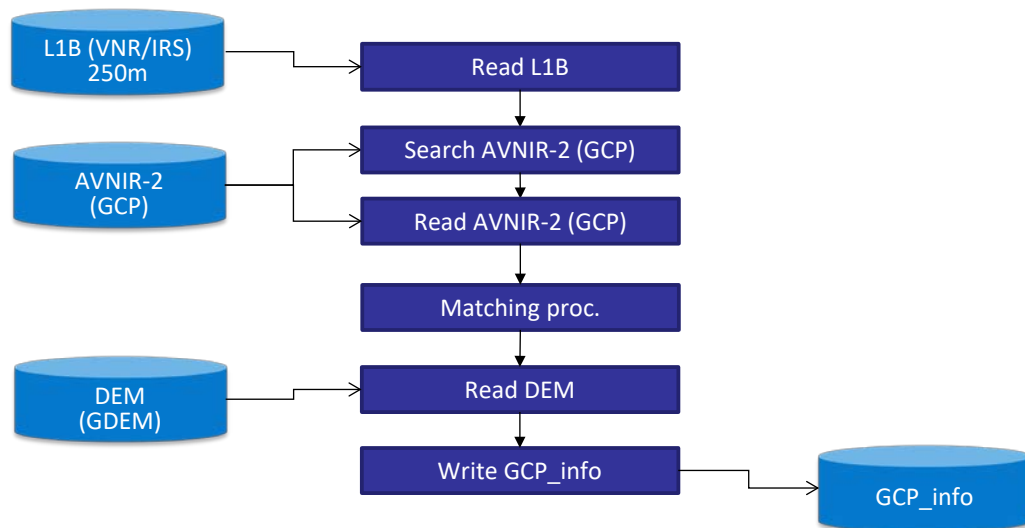 L1B (VNR/IRS)
250m
Read L1B
Search AVNIR-2 (GCP)
AVNIR-2
(GCP)
Read AVNIR-2 (GCP)
Matching proc.
DEM
(GDEM)
Read DEM
Write GCP_info
GCP_info